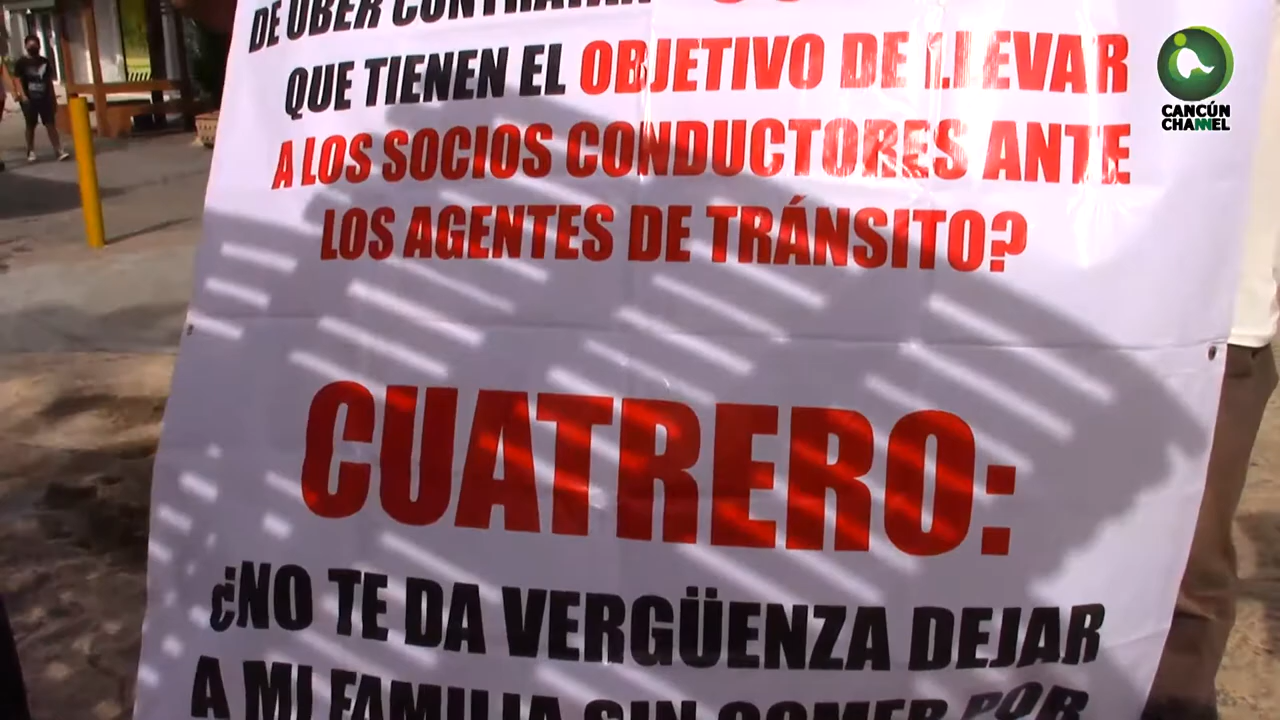 DE UBER CONTRATAN
QUE TIENEN EL OBJETIVO DE LLEVAR
A LOS SOCIOS CONDUCTORES ANTE
LOS AGENTES DE TRÁNSITO?
CUATRERO:
¿NO TE DA VERGÜENZA DEJAR
A MI FAMILIA SIN COMER POR
CANCÚN
CHANNEL